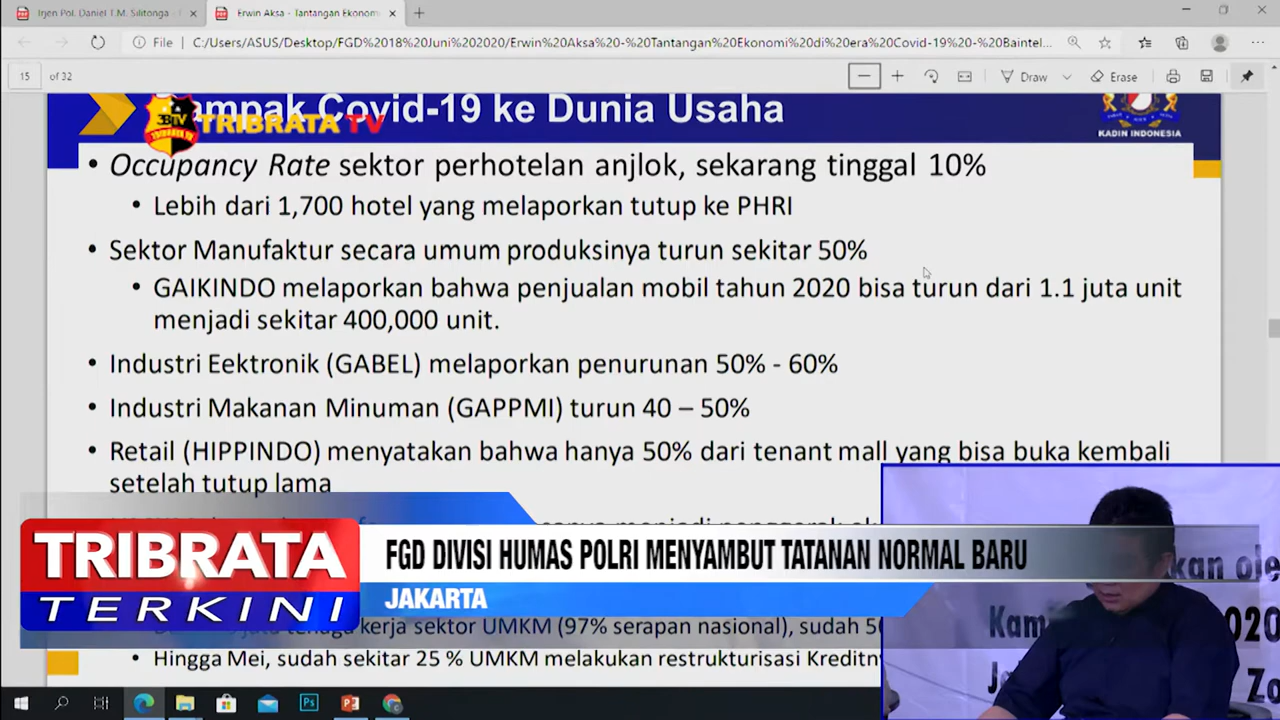 Irjen Pol. Daniel T.M. Silitonga -
Erwin Aksa - Tantangan Ekonomi
File
C:/Users/ASUS/Desktop/FGD%2018%20Juni%202020/Erwin%20Aksa%20-%20Tantangan%20Ekonomi%20di%20era%20Covid-19%20-%20Baintel...
15 of 32
Draw
Erase
Dampak Covid-19 ke Dunia Usaha
TRIBRATA TV
KADIN INDONESIA
• Occupancy Rate sektor perhotelan anjlok, sekarang tinggal 10%
• Lebih dari 1,700 hotel yang melaporkan tutup ke PHRI
• Sektor Manufaktur secara umum produksinya turun sekitar 50%
• GAIKINDO melaporkan bahwa penjualan mobil tahun 2020 bisa turun dari 1.1 juta unit
menjadi sekitar 400,000 unit.
• Industri Eektronik (GABEL) melaporkan penurunan 50% - 60%
• Industri Makanan Minuman (GAPPMI) turun 40 – 50%
• Retail (HIPPINDO) menyatakan bahwa hanya 50% dari tenant mall yang bisa buka kembali
setelah tutup lama
menjadi penggerak
TRIBRATA
TERKINI
FGD DIVISI HUMAS POLRI MENYAMBUT TATANAN NORMAL BARU
JAKARTA
juta tenaga kerja sektor UMKM (97% serapan nasional), sudah
• Hingga Mei, sudah sekitar 25 % UMKM melakukan restrukturisasi